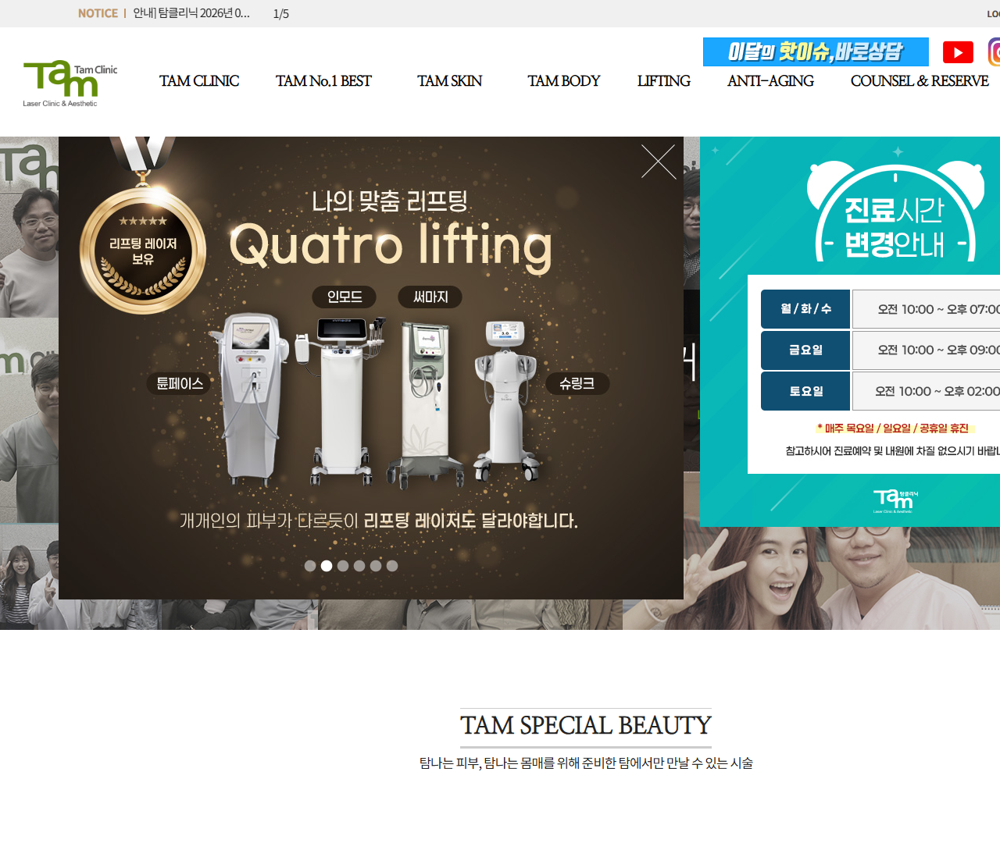 NOTICE
안내] 탐클리닉 2026년 0...
1/5
이달의 핫이슈,바로상담
Tam Tam Clinic
Laser Clinic & Aesthetic
TAM CLINIC
TAM No.1 BEST
TAM SKIN
TAM BODY
LIFTING
ANTI-AGING
COUNSEL & RESERVE
★★★★★
리프팅 레이저
보유
나의 맞춤 리프팅
Quatro lifting
인모드
써마지
튠페이스
슈링크
개개인의 피부가 다르듯이 리프팅 레이저도 달라야합니다.
진료시간
변경안내
월 / 화 / 수
오전 10:00 ~ 오후 07:00
금요일
오전 10:00 ~ 오후 09:00
토요일
오전 10:00 ~ 오후 02:00
* 매주 목요일 / 일요일 / 공휴일 휴진
참고하시어 진료예약 및 내원에 차질 없으시기 바랍니
Tam 탐클리닉
Laser Clinic & Aesthetic
TAM SPECIAL BEAUTY
탐나는 피부, 탐나는 몸매를 위해 준비한 탐에서만 만날 수 있는 시술